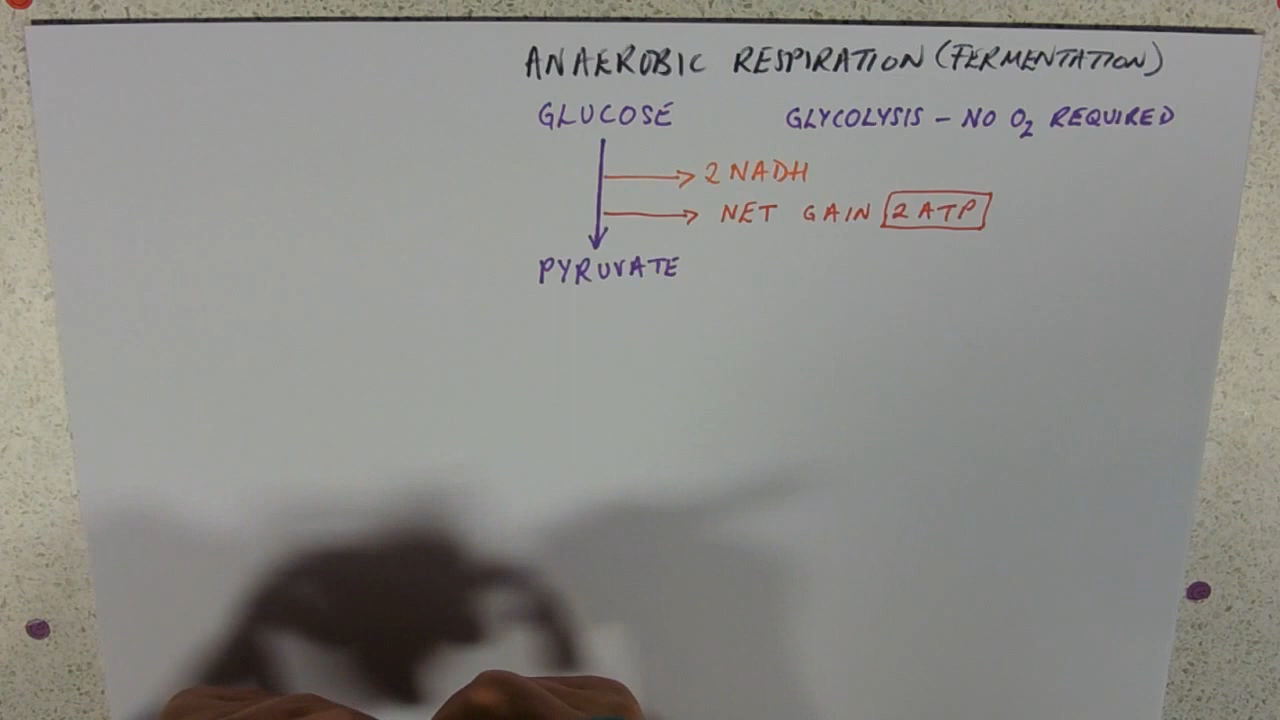 ANAEROBIC RESPIRATION (FERMENTATION)
GLUCOSE GLYCOLYSIS - NO O₂ REQUIRED
2 NADH
NET GAIN 2 ATP
PYRUVATE